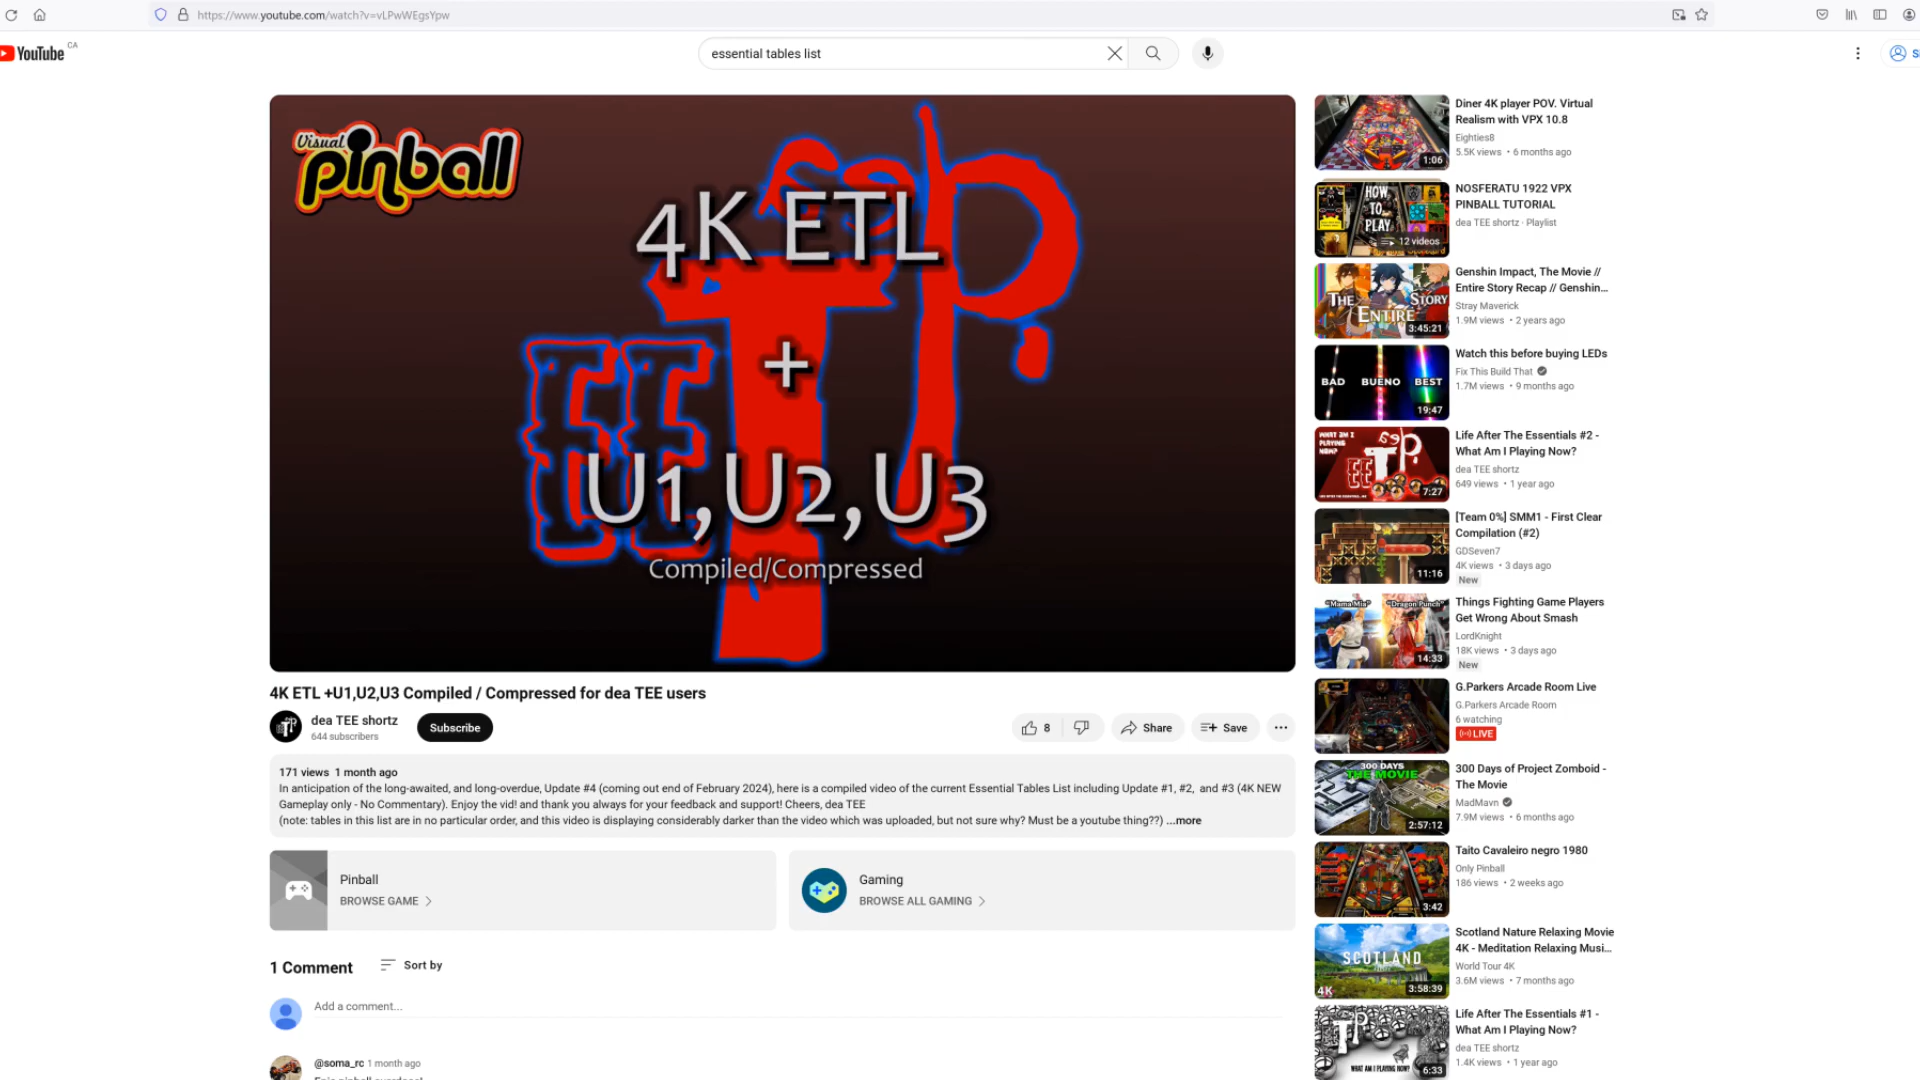 https://www.youtube.com/watch?v=vLPwWEgsYpw
YouTube CA
essential tables list
Visual pinball
4K ETL
+
U1,U2,U3
Compiled/Compressed
4K ETL +U1,U2,U3 Compiled / Compressed for dea TEE users
dea TEE shortz
644 subscribers
Subscribe
8
Share
Save
171 views 1 month ago
In anticipation of the long-awaited, and long-overdue, Update #4 (coming out end of February 2024), here is a compiled video of the current Essential Tables List including Update #1, #2, and #3 (4K NEW
Gameplay only - No Commentary). Enjoy the vid! and thank you always for your feedback and support! Cheers, dea TEE
(note: tables in this list are in no particular order, and this video is displaying considerably darker than the video which was uploaded, but not sure why? Must be a youtube thing??) ...more
Pinball
BROWSE GAME
Gaming
BROWSE ALL GAMING
1 Comment
Sort by
Add a comment...
@soma_rc 1 month ago
1:06
Diner 4K player POV. Virtual
Realism with VPX 10.8
Eighties8
5.5K views • 6 months ago
HOW
TO
PLAY
12 videos
NOSFERATU 1922 VPX
PINBALL TUTORIAL
dea TEE shortz · Playlist
THE
STORY
ENTIRE
3:45:21
Genshin Impact, The Movie //
Entire Story Recap // Genshin...
Stray Maverick
1.9M views • 2 years ago
BAD BUENO BEST
19:47
Watch this before buying LEDs
Fix This Build That
1.7M views • 9 months ago
WHAT AM I
PLAYING
NOW?
7:27
Life After The Essentials #2 -
What Am I Playing Now?
dea TEE shortz
649 views • 1 year ago
11:16
[Team 0%] SMM1 - First Clear
Compilation (#2)
GDSeven7
4K views • 3 days ago
New
"Mama Mia" "Dragon Punch"
14:33
Things Fighting Game Players
Get Wrong About Smash
LordKnight
18K views • 3 days ago
New
G.Parkers Arcade Room Live
G.Parkers Arcade Room
6 watching
LIVE
300 DAYS
THE MOVIE
2:57:12
300 Days of Project Zomboid -
The Movie
MadMavn
7.9M views • 6 months ago
3:42
Taito Cavaleiro negro 1980
Only Pinball
186 views • 2 weeks ago
SCOTLAND
4K
3:58:39
Scotland Nature Relaxing Movie
4K - Meditation Relaxing Musi...
World Tour 4K
3.6M views • 7 months ago
WHAT AM I PLAYING NOW?
6:33
Life After The Essentials #1 -
What Am I Playing Now?
dea TEE shortz
1.4K views • 1 year ago